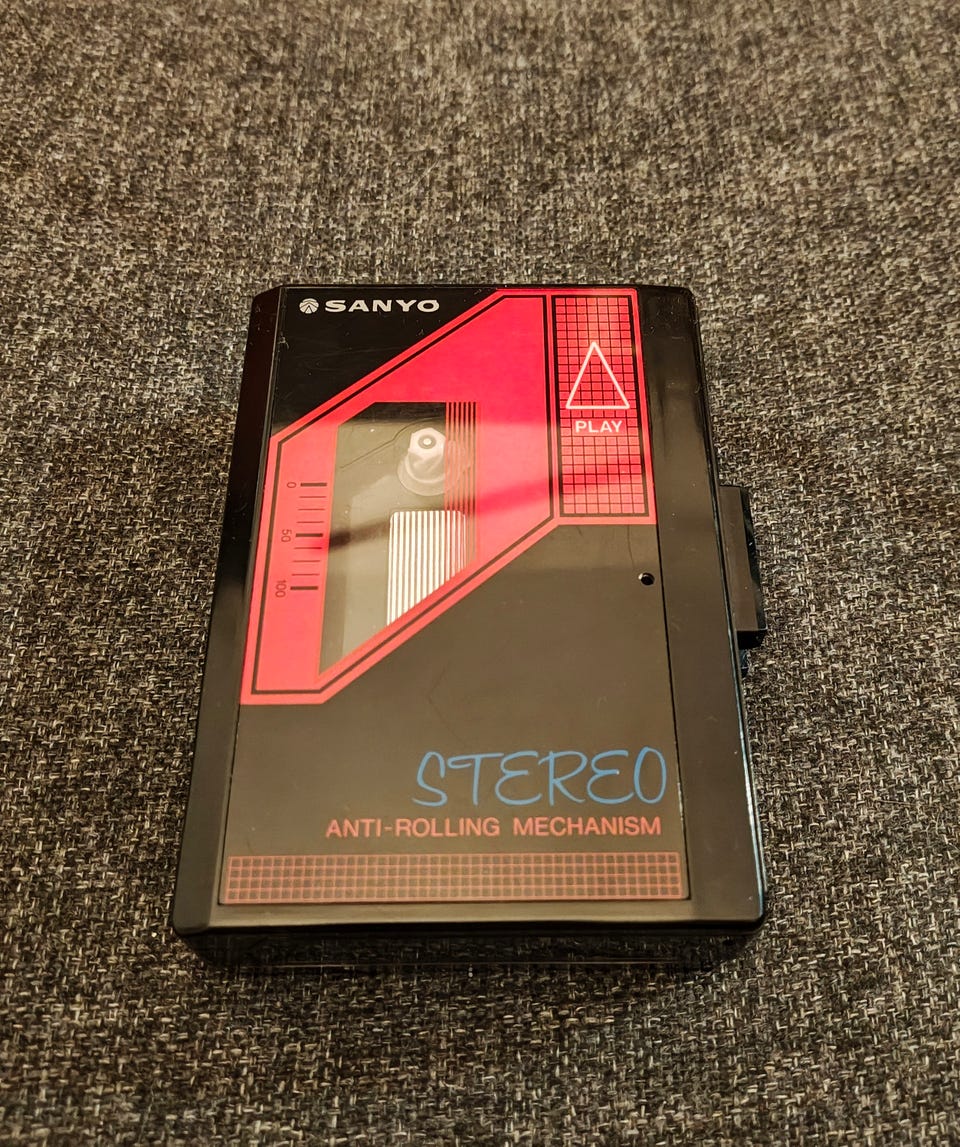 SANYO
PLAY
0
50
100
STEREO
ANTI-ROLLING MECHANISM